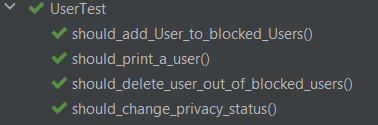 UserTest
should_add_User_to_blocked_Users()
should_print_a_user()
should_delete_user_out_of_blocked_users()
should_change_privacy_status()